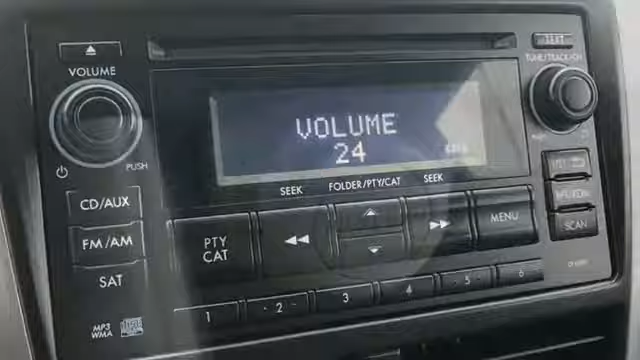 TEXT
VOLUME
TUNE/TRACK/CH
VOLUME
24
PUSH
SEEK FOLDER/PTY/CAT SEEK
CD/AUX
FM/AM
SAT
PTY
CAT
MENU
SCAN
1 2 3 4 5 6
MP3
WMA